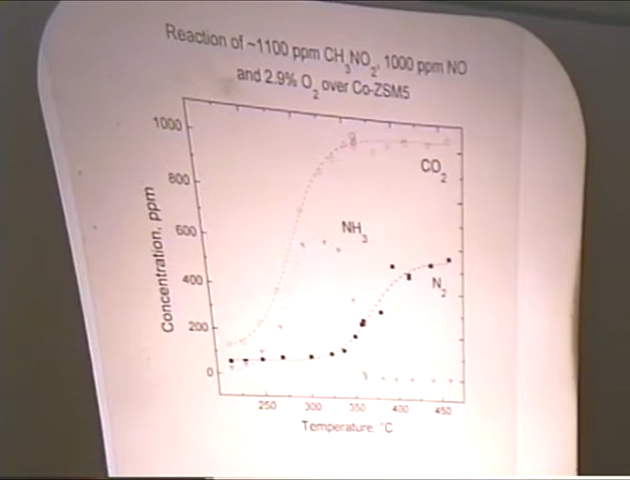 Reaction of ~1100 ppm CH3NO2, 1000 ppm NO
and 2.9% O2 over Co-ZSM5
1000
800
600
400
200
0
Concentration, ppm
CO2
NH3
N2
250 300 350 400 450
Temperature, °C